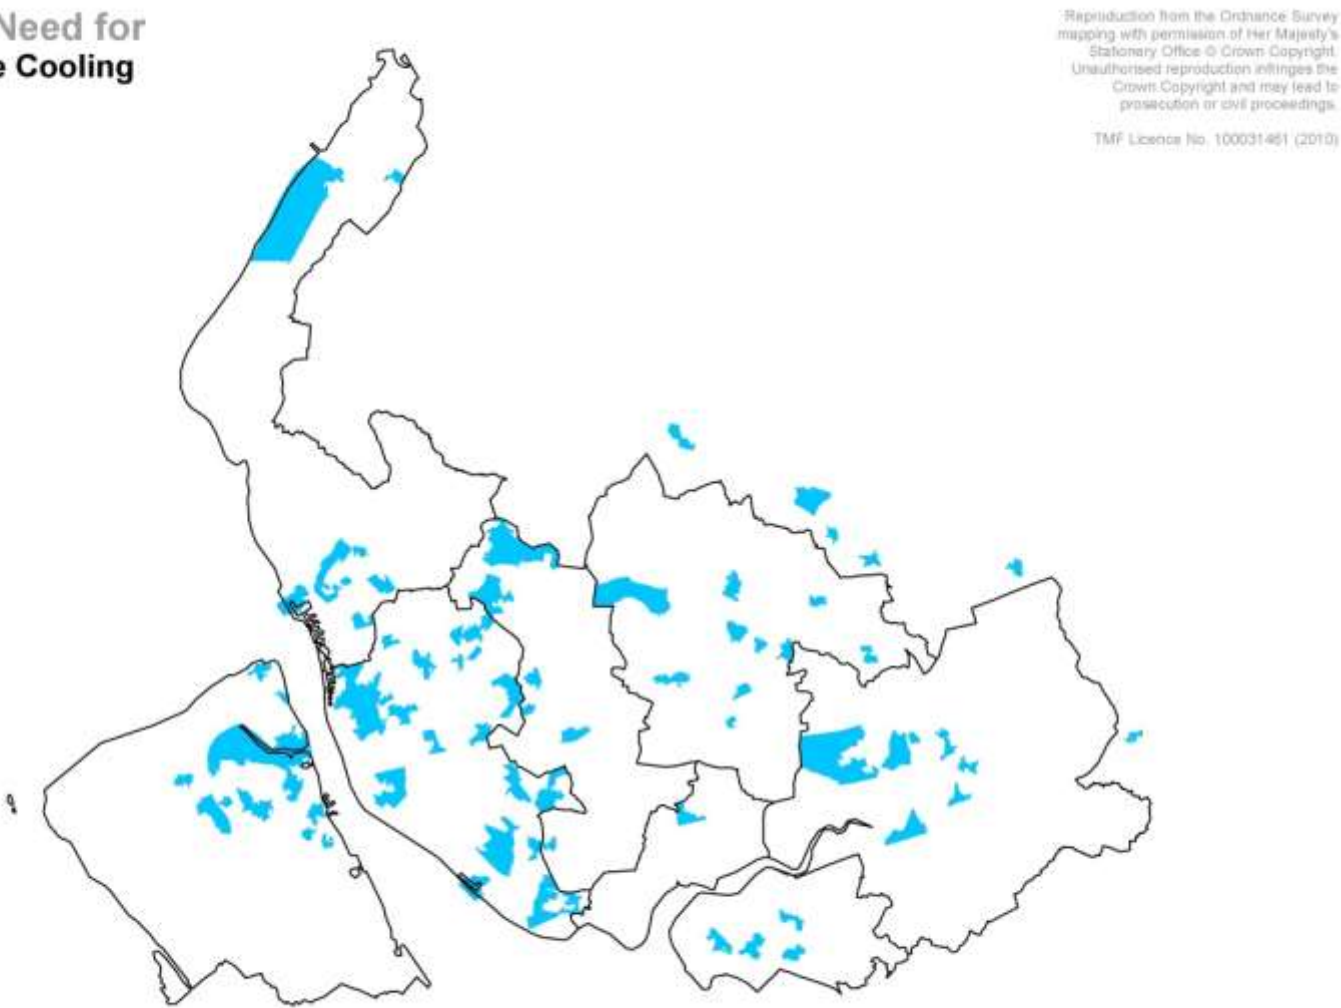 Need for
e Cooling
Reproduction from the Ordnance Survey
mapping with permission of Her Majesty's
Stationery Office © Crown Copyright.
Unauthorised reproduction infringes the
Crown Copyright and may lead to
prosecution or civil proceedings.
TMF Licence No. 100031461 (2010)